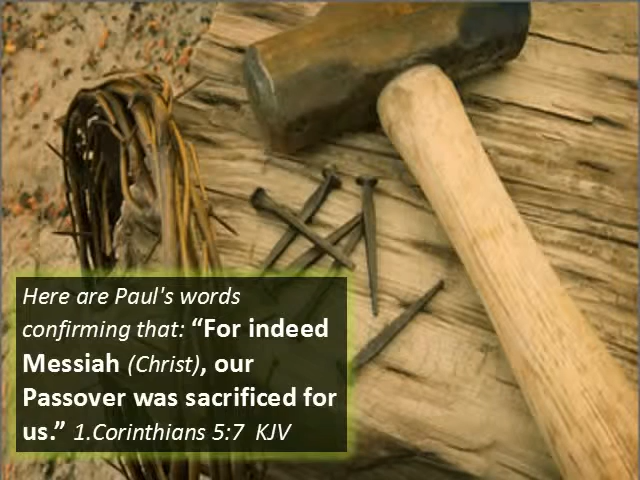 Here are Paul's words
confirming that: “For indeed
Messiah (Christ), our
Passover was sacrificed for
us.” 1.Corinthians 5:7  KJV